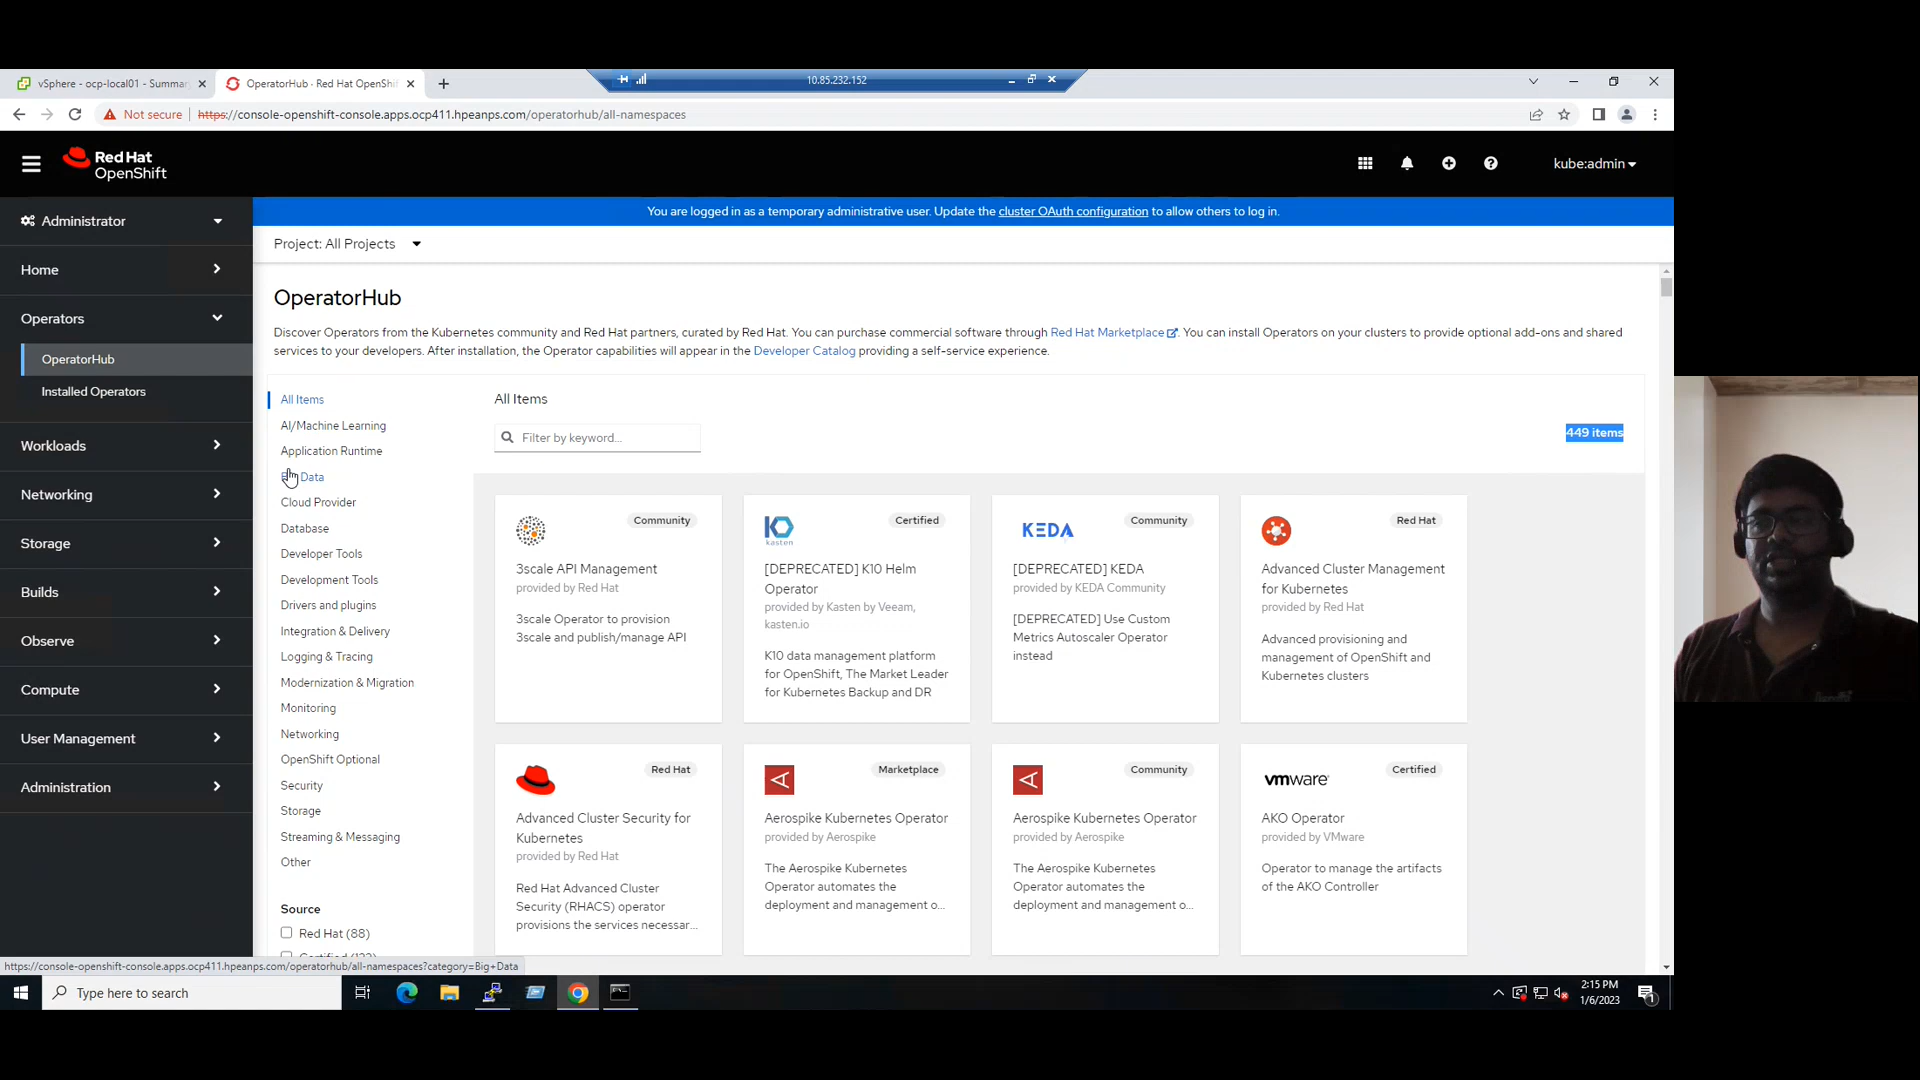 vSphere - ocp-local01 - Summar
OperatorHub · Red Hat OpenShi
10.85.232.152
Not secure
https://console-openshift-console.apps.ocp411.hpeanps.com/operatorhub/all-namespaces
Red Hat
OpenShift
kube:admin
Administrator
You are logged in as a temporary administrative user. Update the cluster OAuth configuration to allow others to log in.
Project: All Projects
Home
Operators
OperatorHub
Installed Operators
Workloads
Networking
Storage
Builds
Observe
Compute
User Management
Administration
OperatorHub
Discover Operators from the Kubernetes community and Red Hat partners, curated by Red Hat. You can purchase commercial software through Red Hat Marketplace. You can install Operators on your clusters to provide optional add-ons and shared
services to your developers. After installation, the Operator capabilities will appear in the Developer Catalog providing a self-service experience.
All Items
AI/Machine Learning
Application Runtime
Data
Cloud Provider
Database
Developer Tools
Development Tools
Drivers and plugins
Integration & Delivery
Logging & Tracing
Modernization & Migration
Monitoring
Networking
OpenShift Optional
Security
Storage
Streaming & Messaging
Other
Source
Red Hat (88)
All Items
Filter by keyword...
449 items
Community
3scale API Management
provided by Red Hat
3scale Operator to provision
3scale and publish/manage API
kasten
Certified
[DEPRECATED] K10 Helm
Operator
provided by Kasten by Veeam,
kasten.io
K10 data management platform
for OpenShift, The Market Leader
for Kubernetes Backup and DR
KEDA
Community
[DEPRECATED] KEDA
provided by KEDA Community
[DEPRECATED] Use Custom
Metrics Autoscaler Operator
instead
Red Hat
Advanced Cluster Management
for Kubernetes
provided by Red Hat
Advanced provisioning and
management of OpenShift and
Kubernetes clusters
Red Hat
Advanced Cluster Security for
Kubernetes
provided by Red Hat
Red Hat Advanced Cluster
Security (RHACS) operator
provisions the services necessar...
Marketplace
Aerospike Kubernetes Operator
provided by Aerospike
The Aerospike Kubernetes
Operator automates the
deployment and management o...
Community
Aerospike Kubernetes Operator
provided by Aerospike
The Aerospike Kubernetes
Operator automates the
deployment and management o...
vmware
Certified
AKO Operator
provided by VMware
Operator to manage the artifacts
of the AKO Controller
https://console-openshift-console.apps.ocp411.hpeanps.com/operatorhub/all-namespaces?category=Big+Data
Type here to search
2:15 PM
1/6/2023
1